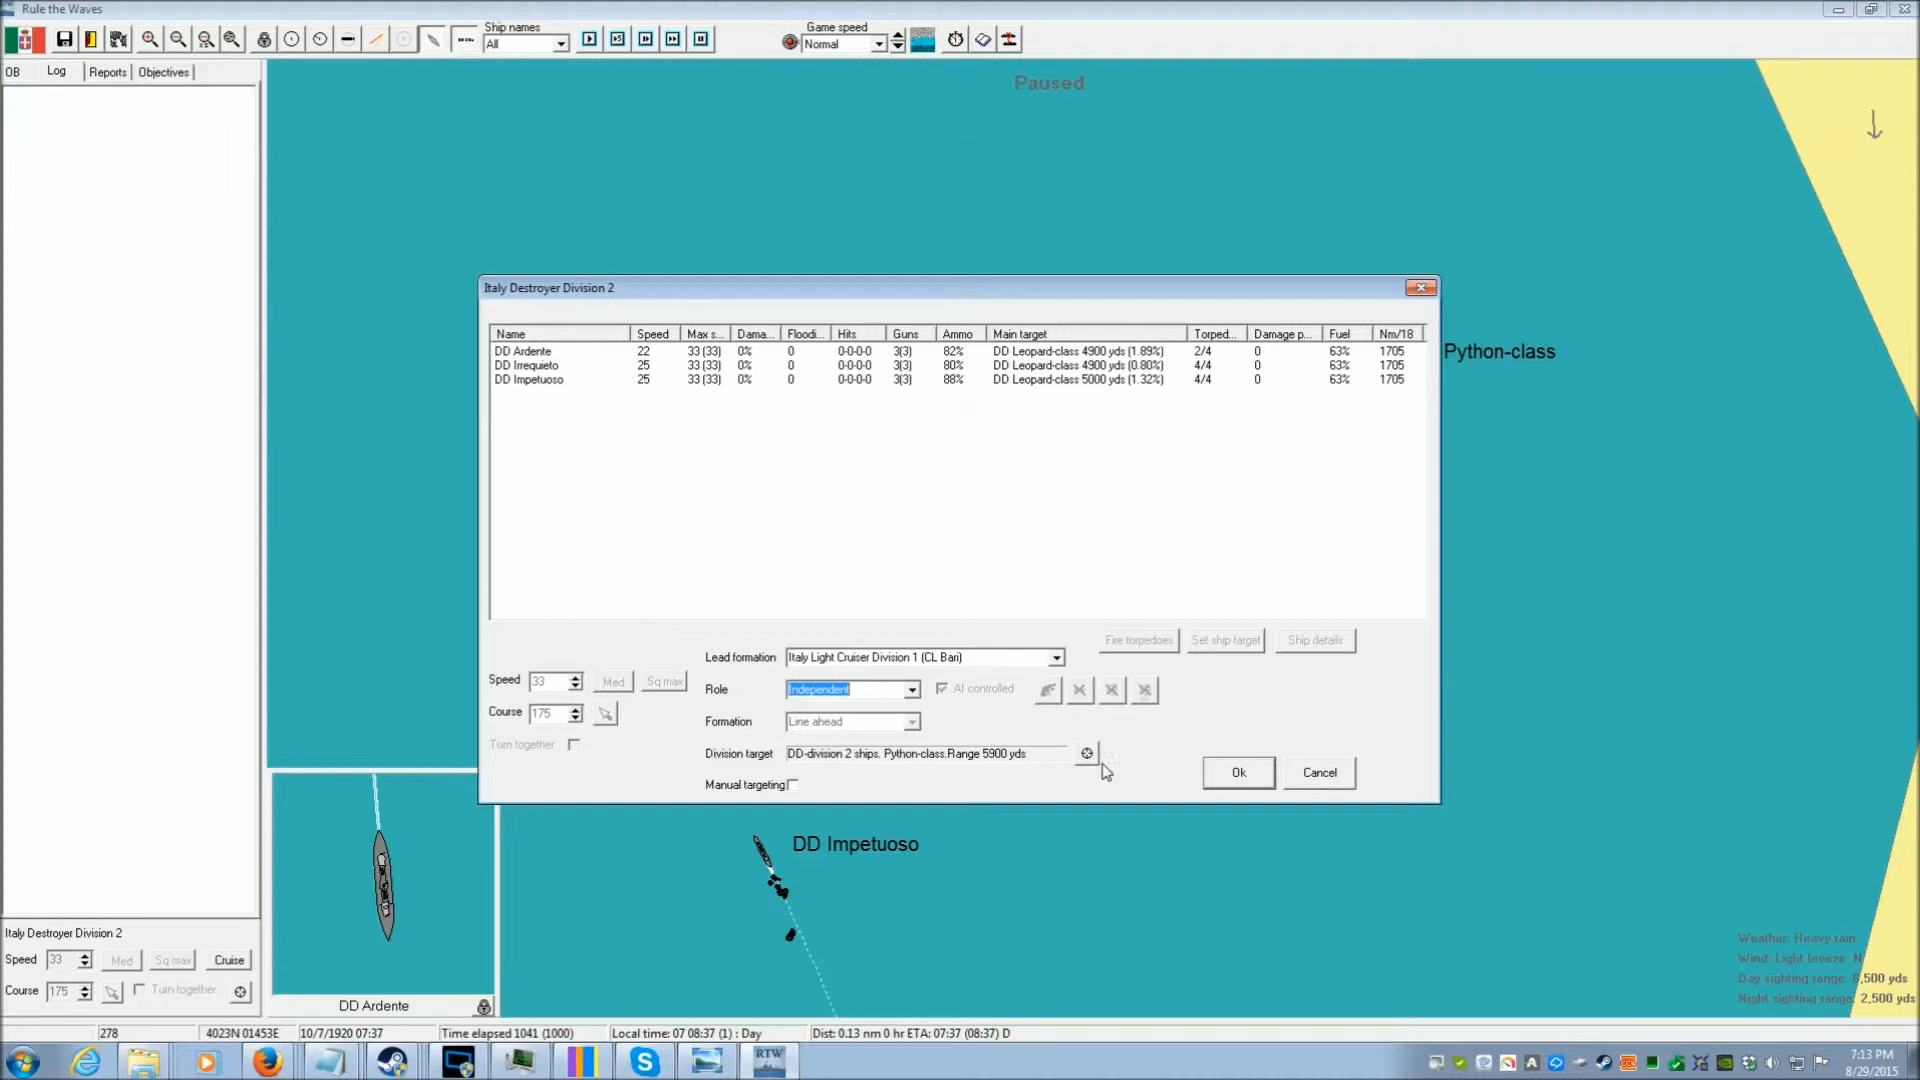 Rule the Waves
Ship names
All
Game speed
Normal
OB
Log
Reports
Objectives
Paused
Italy Destroyer Division 2
Name Speed Max s... Dama... Floodi... Hits Guns Ammo Main target Torped... Damage p... Fuel Nm/18
DD Ardente 22 33 (33) 0% 0 0-0-0-0 3(3) 82% DD Leopard-class 4900 yds (1.89%) 2/4 0 63% 1705
DD Irrequieto 25 33 (33) 0% 0 0-0-0-0 3(3) 80% DD Leopard-class 4900 yds (0.80%) 4/4 0 63% 1705
DD Impetuoso 25 33 (33) 0% 0 0-0-0-0 3(3) 88% DD Leopard-class 5000 yds (1.32%) 4/4 0 63% 1705
Python-class
Fire torpedoes
Set ship target
Ship details
Lead formation Italy Light Cruiser Division 1 (CL Bari)
Speed 33 Med Sq max
Role Independent AI controlled
Course 175
Formation Line ahead
Turn together
Division target DD-division 2 ships. Python-class.Range 5900 yds
Manual targeting
Ok
Cancel
DD Impetuoso
Italy Destroyer Division 2
Speed 33 Med Sq max Cruise
Course 175 Turn together
DD Ardente
Weather: Heavy rain
Wind: Light breeze N
Day sighting range: 8,500 yds
Night sighting range: 2,500 yds
278
4023N 01453E
10/7/1920 07:37
Time elapsed 1041 (1000)
Local time: 07 08:37 (1) : Day
Dist: 0.13 nm 0 hr ETA: 07:37 (08:37) D
RTW
7:13 PM
8/29/2015